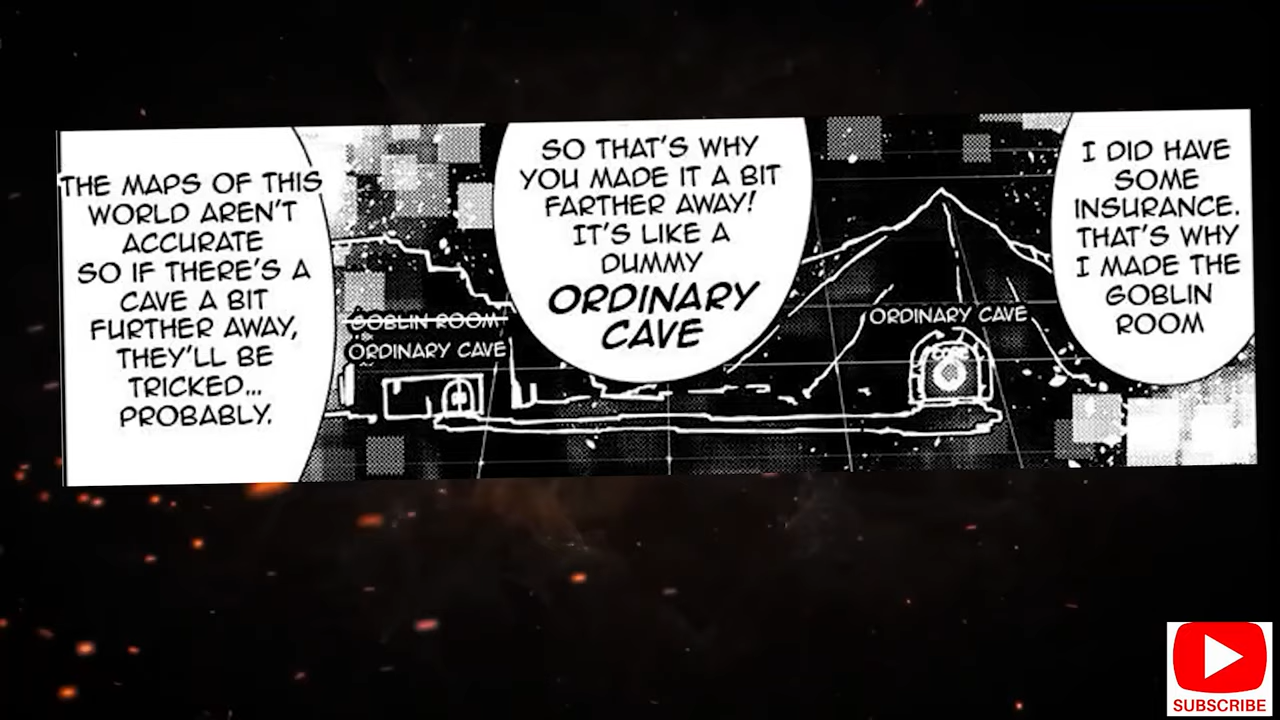 I DID HAVE
SOME
INSURANCE.
THAT'S WHY
I MADE THE
GOBLIN
ROOM
SO THAT'S WHY
YOU MADE IT A BIT
FARTHER AWAY!
IT'S LIKE A
DUMMY
ORDINARY
CAVE
THE MAPS OF THIS
WORLD AREN'T
ACCURATE
SO IF THERE'S A
CAVE A BIT
FURTHER AWAY,
THEY'LL BE
TRICKED...
PROBABLY.
ORDINARY CAVE
CORE
GOBLIN ROOM
ORDINARY CAVE
SUBSCRIBE